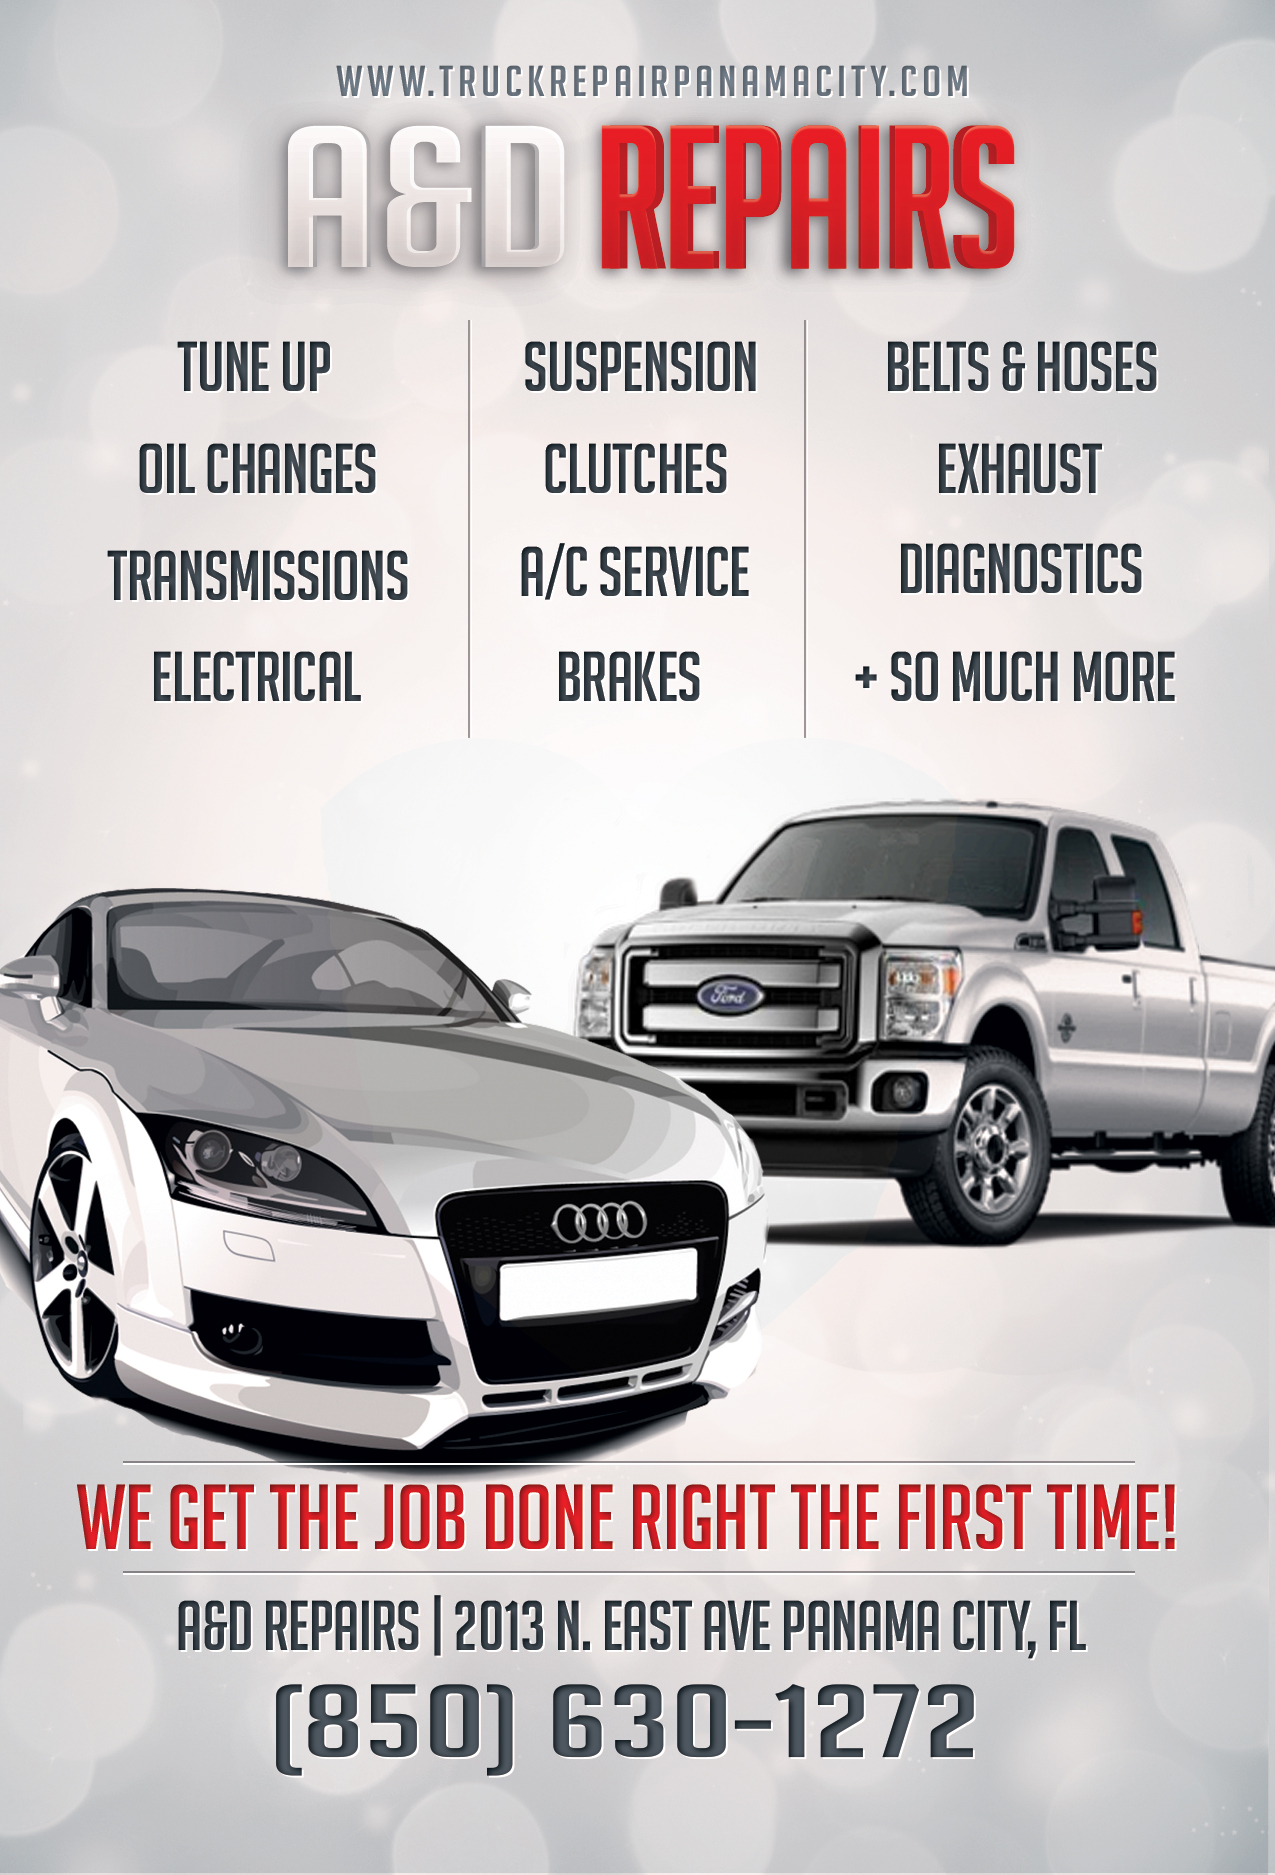 WWW.TRUCKREPAIRPANAMACITY.COM
A&D REPAIRS
TUNE UP
OIL CHANGES
TRANSMISSIONS
ELECTRICAL
SUSPENSION
CLUTCHES
A/C SERVICE
BRAKES
BELTS & HOSES
EXHAUST
DIAGNOSTICS
+ SO MUCH MORE
Ford
WE GET THE JOB DONE RIGHT THE FIRST TIME!
A&D REPAIRS | 2013 N. EAST AVE PANAMA CITY, FL
(850) 630-1272